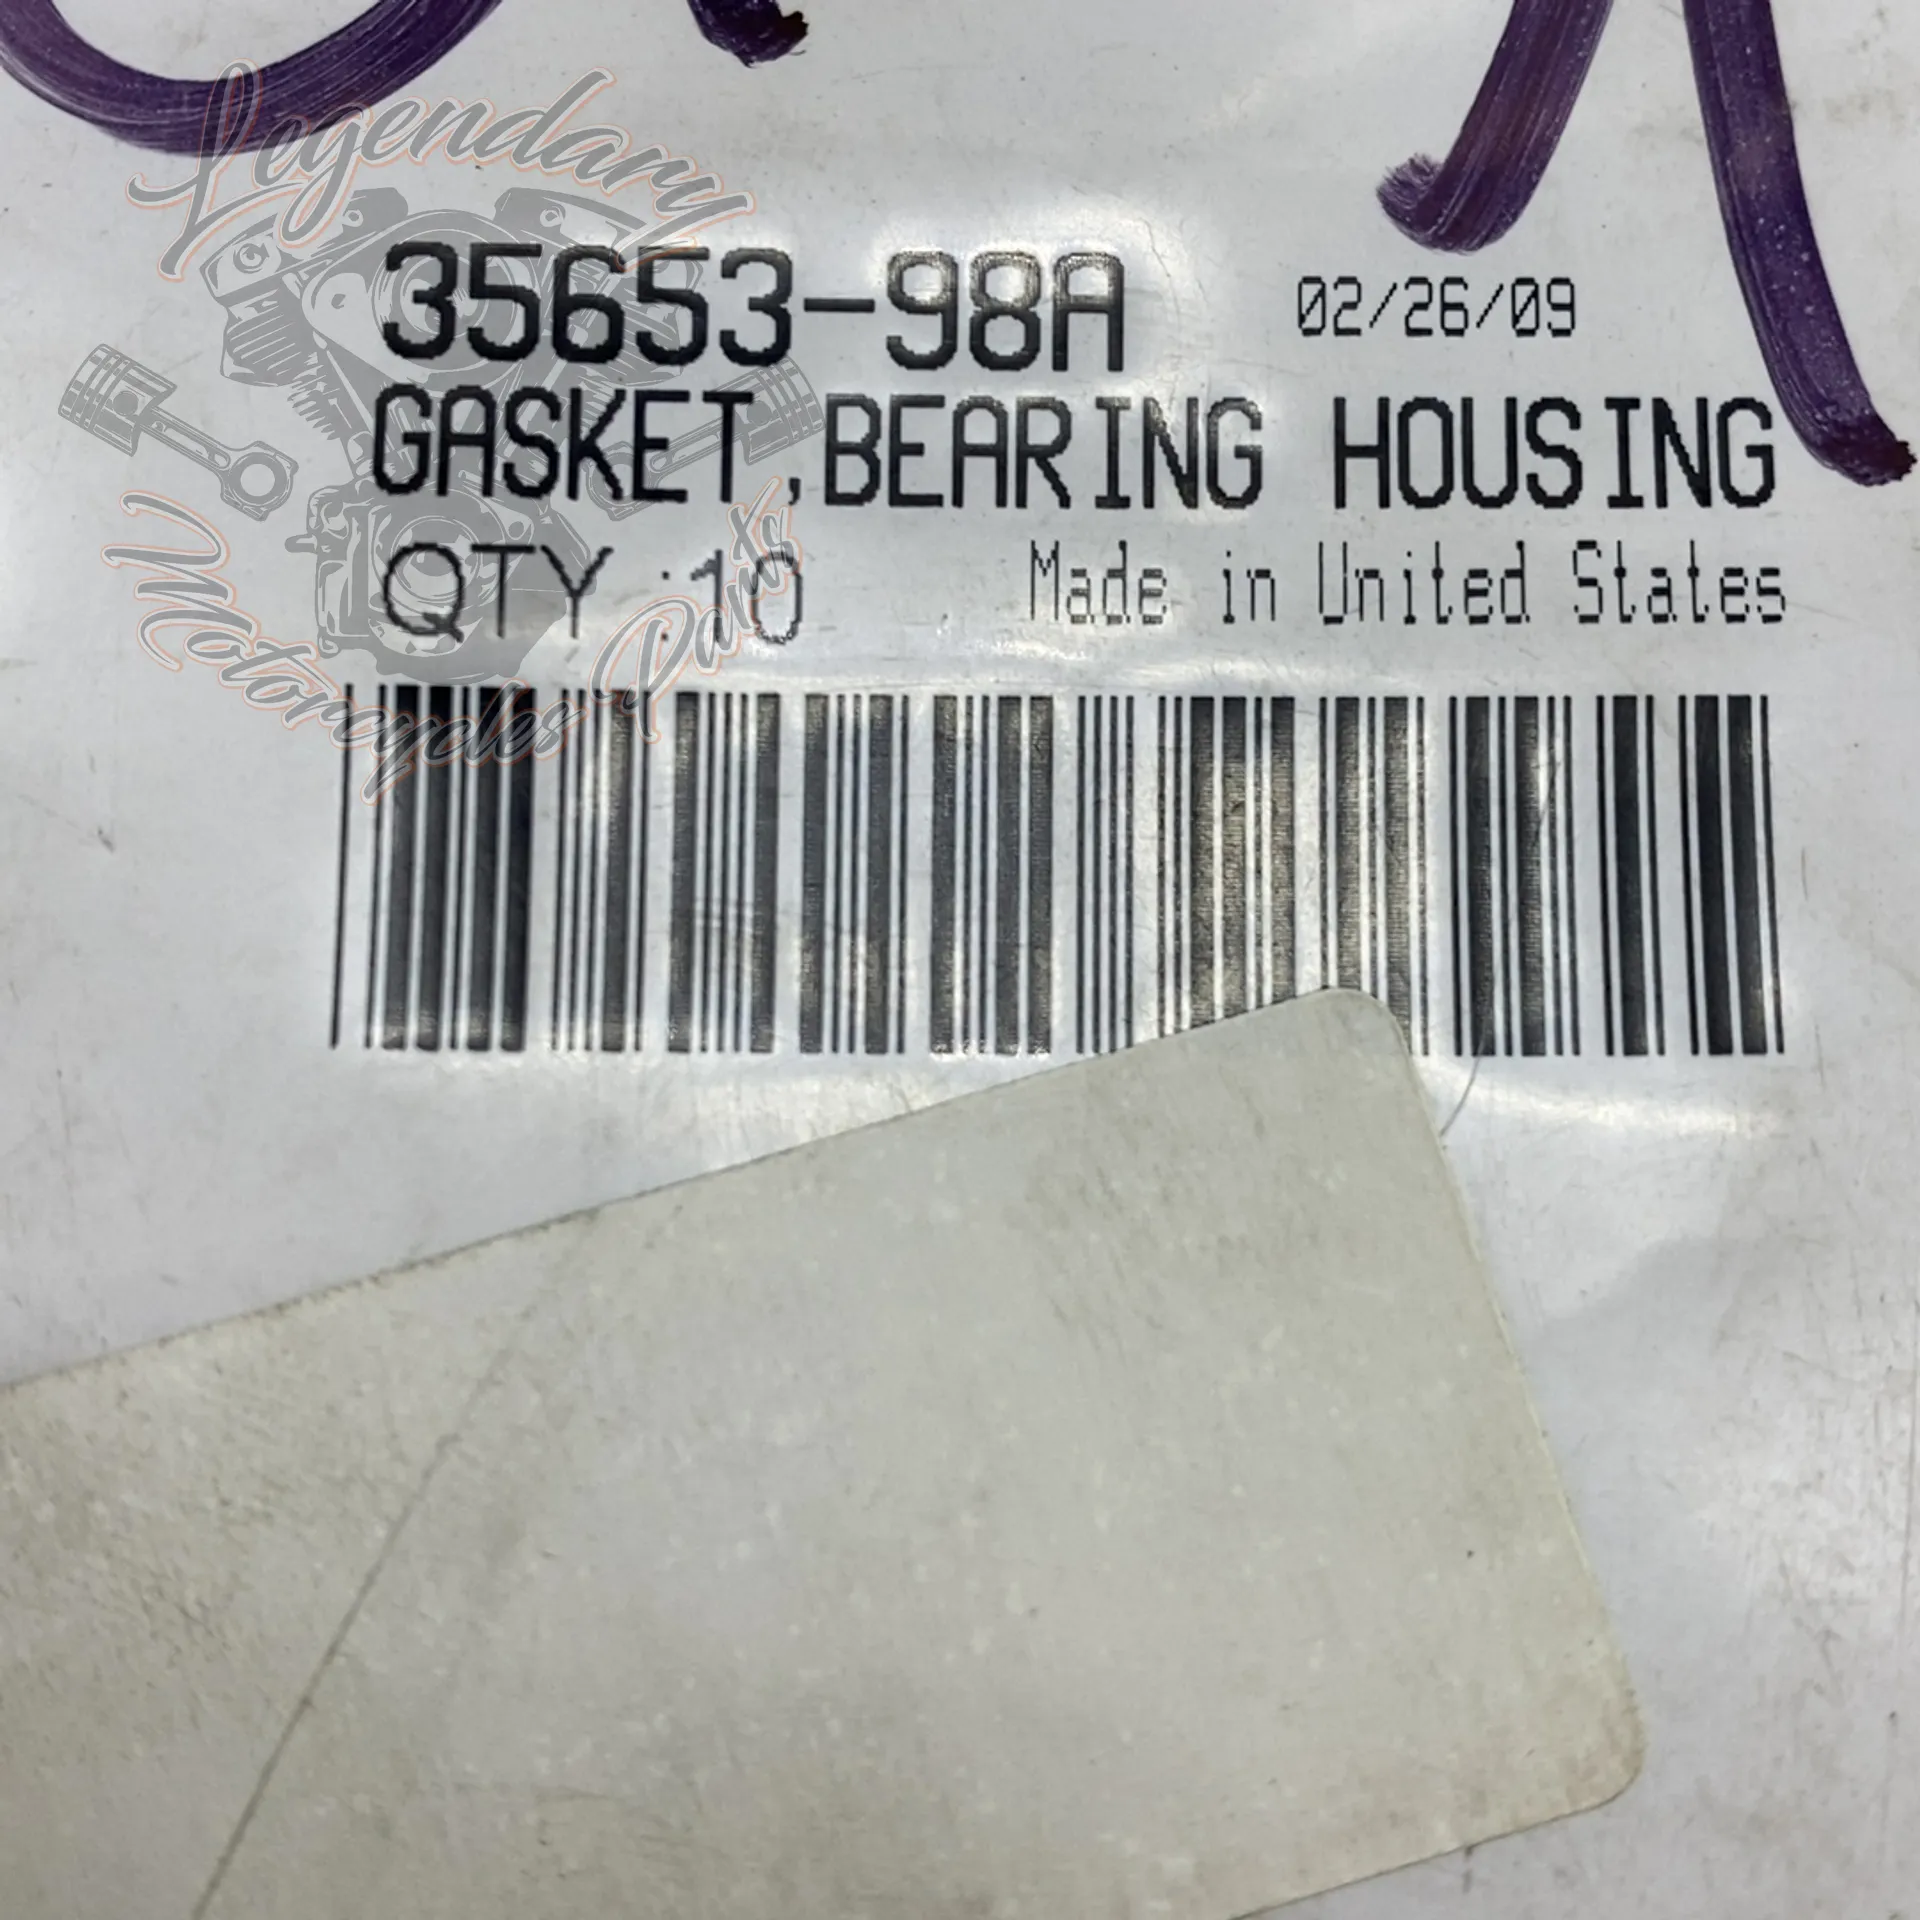 Legendary
35653-98A 02/26/09
GASKET,BEARING HOUSING
QTY :10 Made in United States
Motorcycles Parts